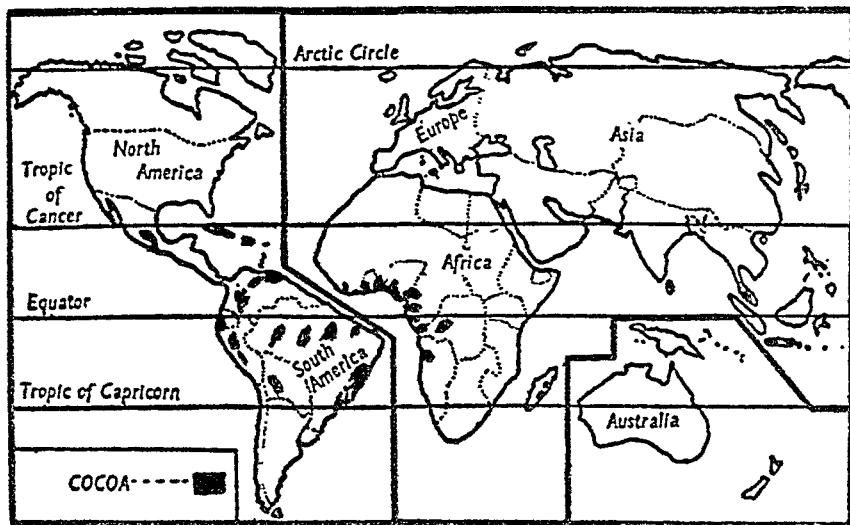 Arctic Circle
North
America
Europe
Asia
Tropic
of
Cancer
Africa
Equator
South
America
Tropic of Capricorn
Australia
COCOA